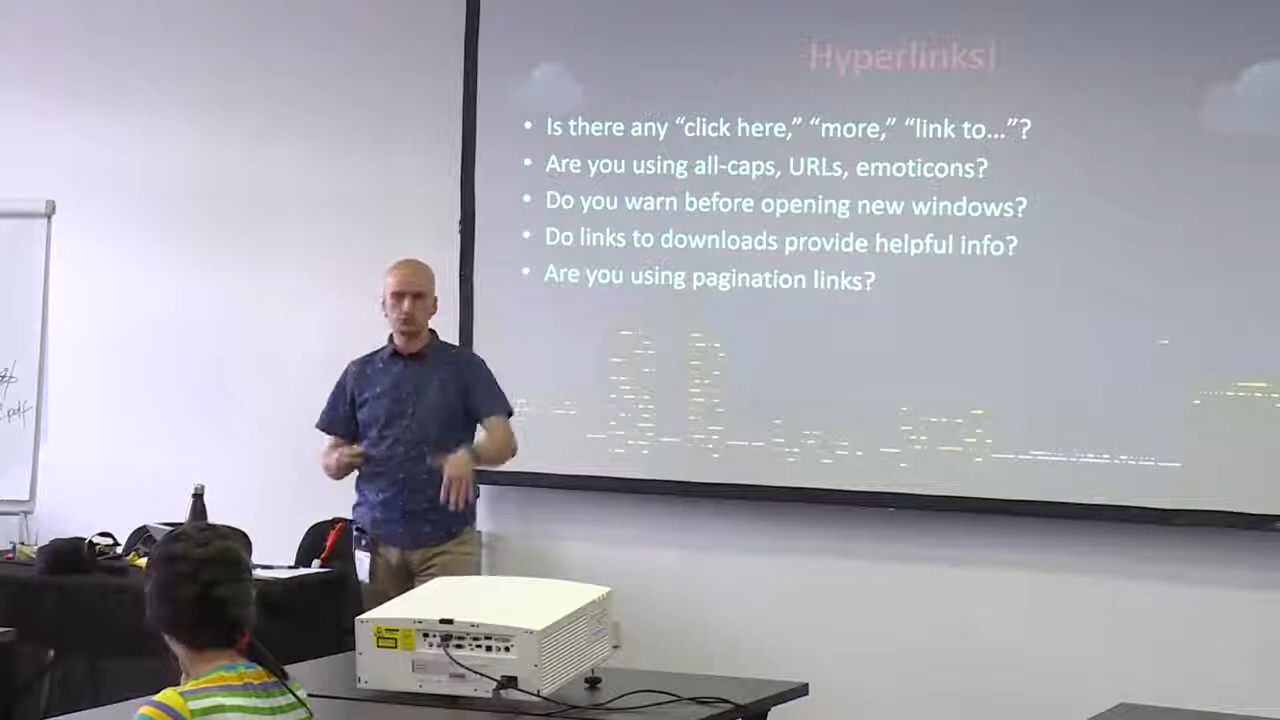 Hyperlinks!
• Is there any “click here,” “more,” “link to...”?
• Are you using all-caps, URLs, emoticons?
• Do you warn before opening new windows?
• Do links to downloads provide helpful info?
• Are you using pagination links?
.pdf